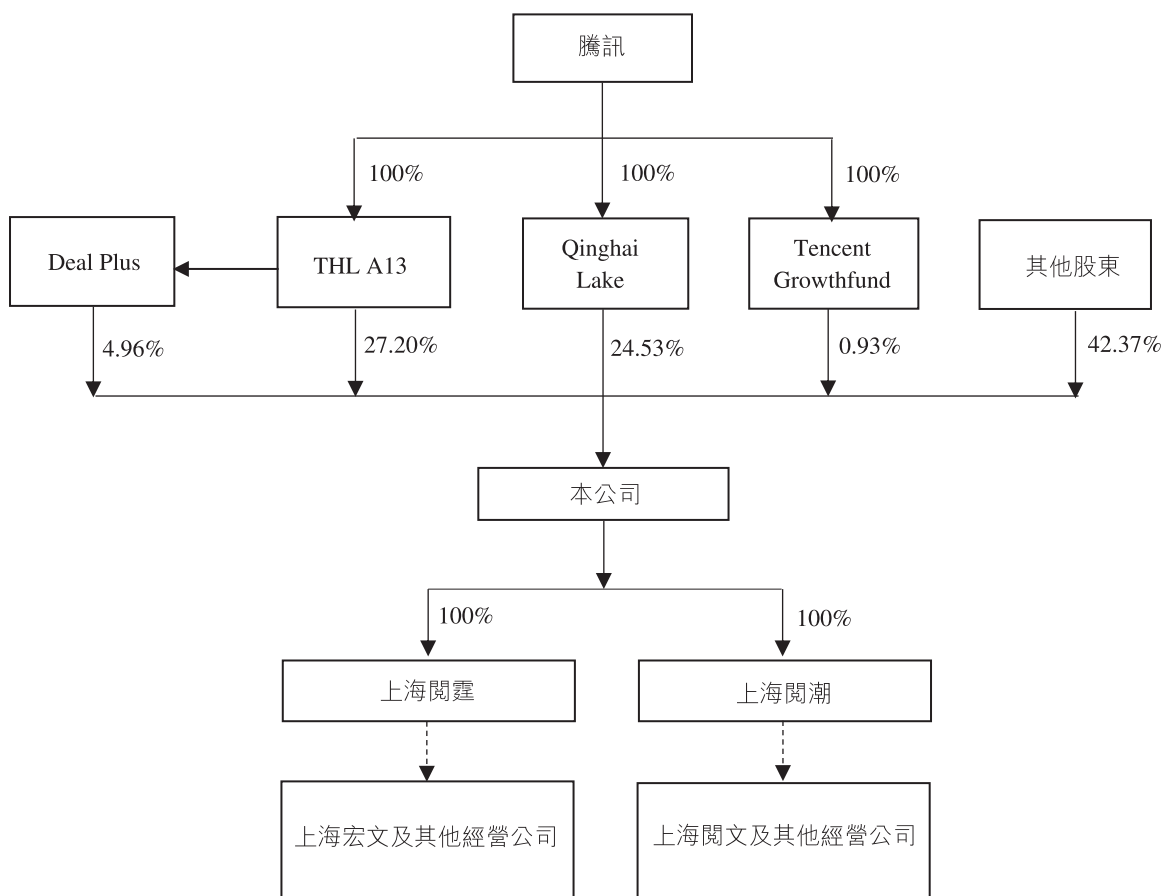 騰訊
100%
100%
100%
Deal Plus
THL A13
Qinghai
Lake
Tencent
Growthfund
其他股東
4.96%
27.20%
24.53%
0.93%
42.37%
本公司
100%
100%
上海閱霆
上海閱潮
上海宏文及其他經營公司
上海閱文及其他經營公司